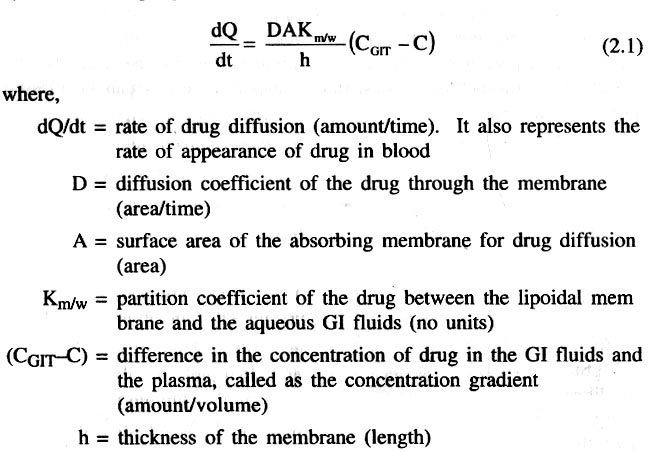 dQ/dt = DAK_{m/w}/h (C_{GIT} – C) (2.1)
where,
dQ/dt = rate of drug diffusion (amount/time). It also represents the
rate of appearance of drug in blood
D = diffusion coefficient of the drug through the membrane
(area/time)
A = surface area of the absorbing membrane for drug diffusion
(area)
K_{m/w} = partition coefficient of the drug between the lipoidal mem
brane and the aqueous GI fluids (no units)
(C_{GIT}–C) = difference in the concentration of drug in the GI fluids and
the plasma, called as the concentration gradient
(amount/volume)
h = thickness of the membrane (length)